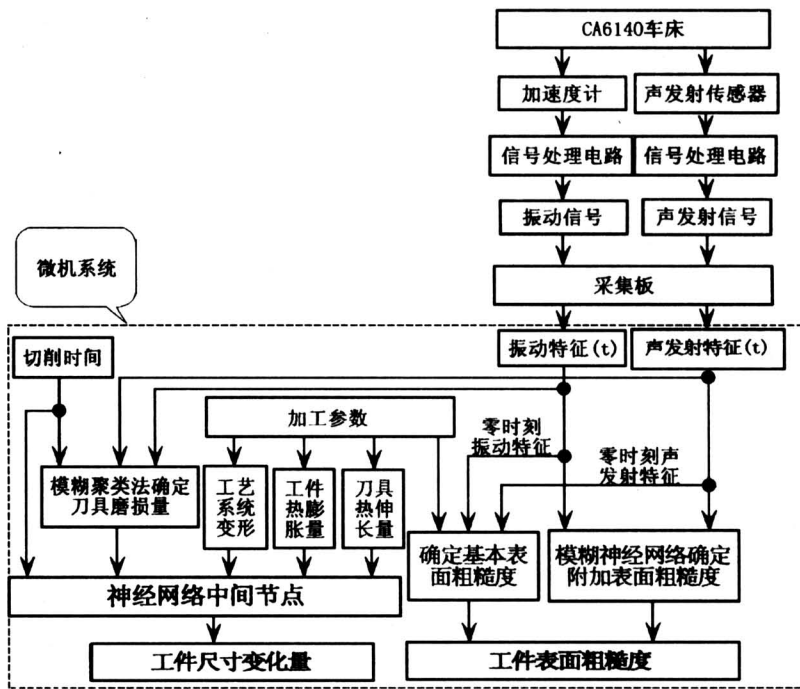 CA6140车床
加速度计
声发射传感器
信号处理电路
信号处理电路
振动信号
声发射信号
微机系统
采集板
切削时间
振动特征(t)
声发射特征(t)
加工参数
零时刻
振动特征
零时刻声
发射特征
模糊聚类法确定
刀具磨损量
工艺
系统
变形
工件
热膨
胀量
刀具
热伸
长量
确定基本表
面粗糙度
模糊神经网络确定
附加表面粗糙度
神经网络中间节点
工件尺寸变化量
工件表面粗糙度